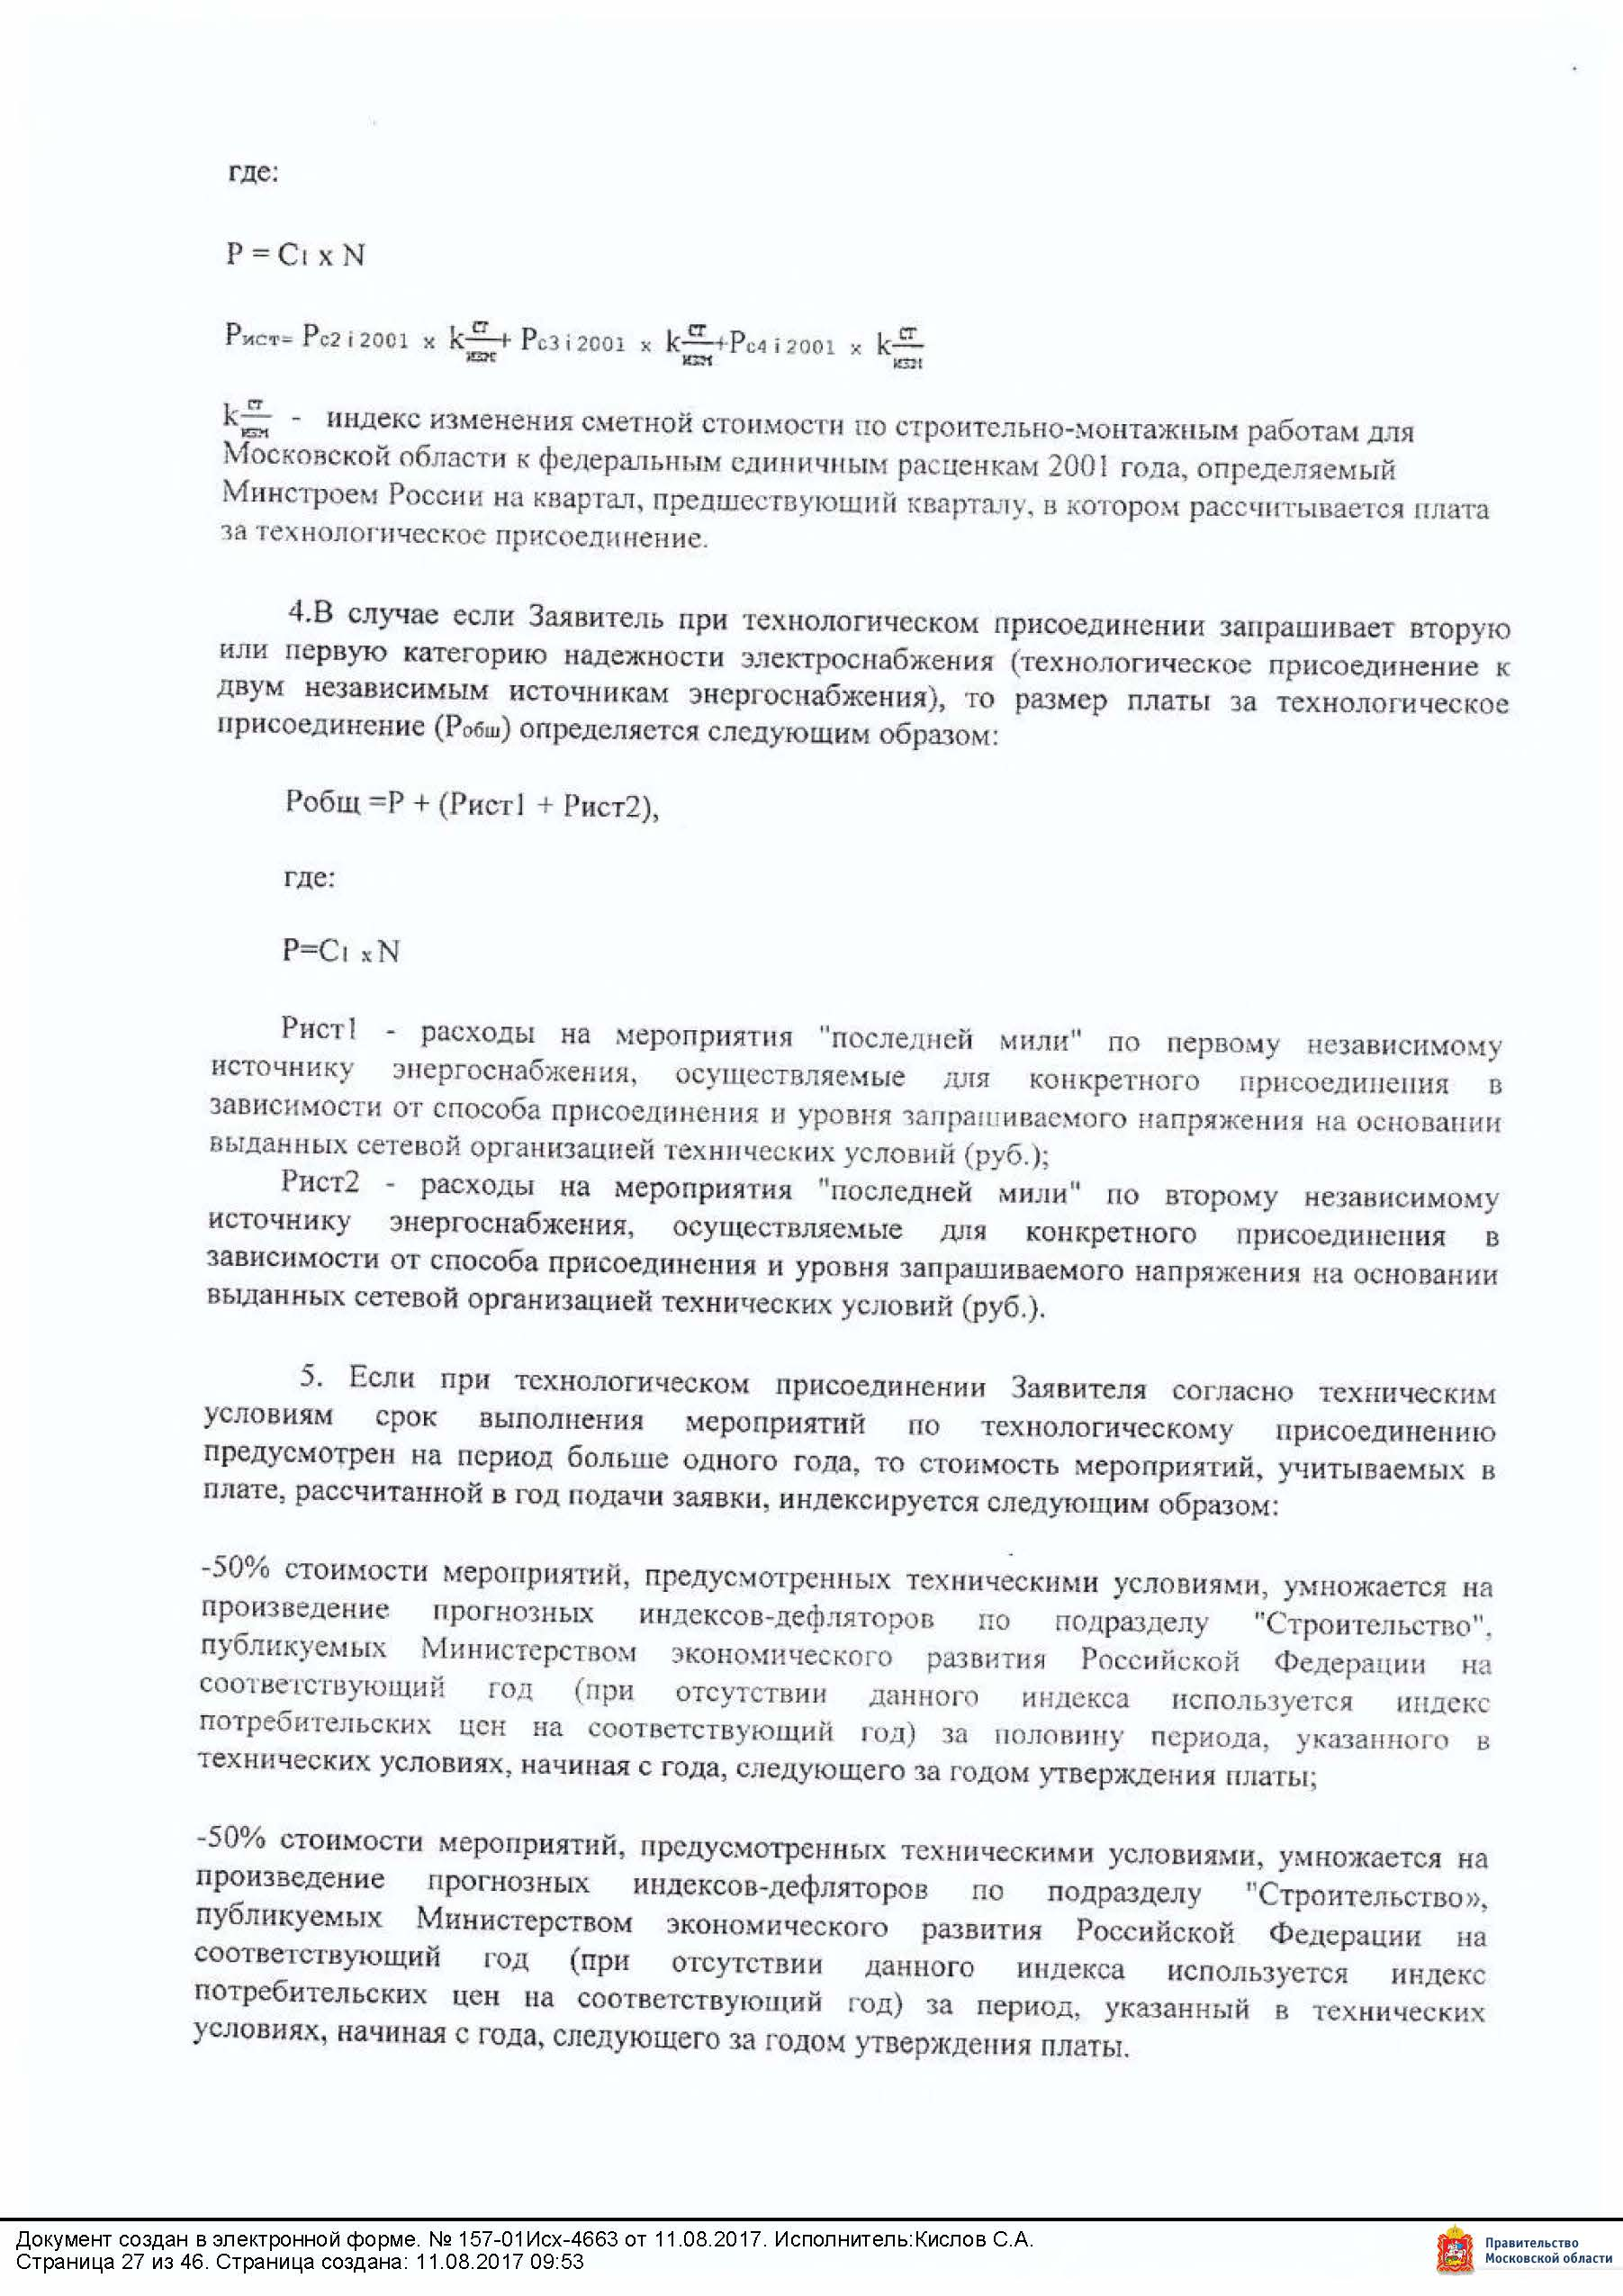 где:
P = C₁ x N
Pист= Pс2 i 2001 x k ст/изм + Pс3 i 2001 x k ст/изм +Pс4 i 2001 x k ст/изм
k ст/изм - индекс изменения сметной стоимости по строительно-монтажным работам для
Московской области к федеральным единичным расценкам 2001 года, определяемый
Минстроем России на квартал, предшествующий кварталу, в котором рассчитывается плата
за технологическое присоединение.
4.В случае если Заявитель при технологическом присоединении запрашивает вторую
или первую категорию надежности электроснабжения (технологическое присоединение к
двум независимым источникам энергоснабжения), то размер платы за технологическое
присоединение (Робщ) определяется следующим образом:
Робщ =Р + (Рист1 + Рист2),
где:
P=C₁ x N
Рист1 - расходы на мероприятия "последней мили" по первому независимому
источнику энергоснабжения, осуществляемые для конкретного присоединения в
зависимости от способа присоединения и уровня запрашиваемого напряжения на основании
выданных сетевой организацией технических условий (руб.);
Рист2 - расходы на мероприятия "последней мили" по второму независимому
источнику энергоснабжения, осуществляемые для конкретного присоединения в
зависимости от способа присоединения и уровня запрашиваемого напряжения на основании
выданных сетевой организацией технических условий (руб.).
5. Если при технологическом присоединении Заявителя согласно техническим
условиям срок выполнения мероприятий по технологическому присоединению
предусмотрен на период больше одного года, то стоимость мероприятий, учитываемых в
плате, рассчитанной в год подачи заявки, индексируется следующим образом:
-50% стоимости мероприятий, предусмотренных техническими условиями, умножается на
произведение прогнозных индексов-дефляторов по подразделу "Строительство",
публикуемых Министерством экономического развития Российской Федерации на
соответствующий год (при отсутствии данного индекса используется индекс
потребительских цен на соответствующий год) за половину периода, указанного в
технических условиях, начиная с года, следующего за годом утверждения платы;
-50% стоимости мероприятий, предусмотренных техническими условиями, умножается на
произведение прогнозных индексов-дефляторов по подразделу "Строительство»,
публикуемых Министерством экономического развития Российской Федерации на
соответствующий год (при отсутствии данного индекса используется индекс
потребительских цен на соответствующий год) за период, указанный в технических
условиях, начиная с года, следующего за годом утверждения платы.
Документ создан в электронной форме. № 157-01Исх-4663 от 11.08.2017. Исполнитель:Кислов С.А.
Страница 27 из 46. Страница создана: 11.08.2017 09:53
Правительство
Московской области